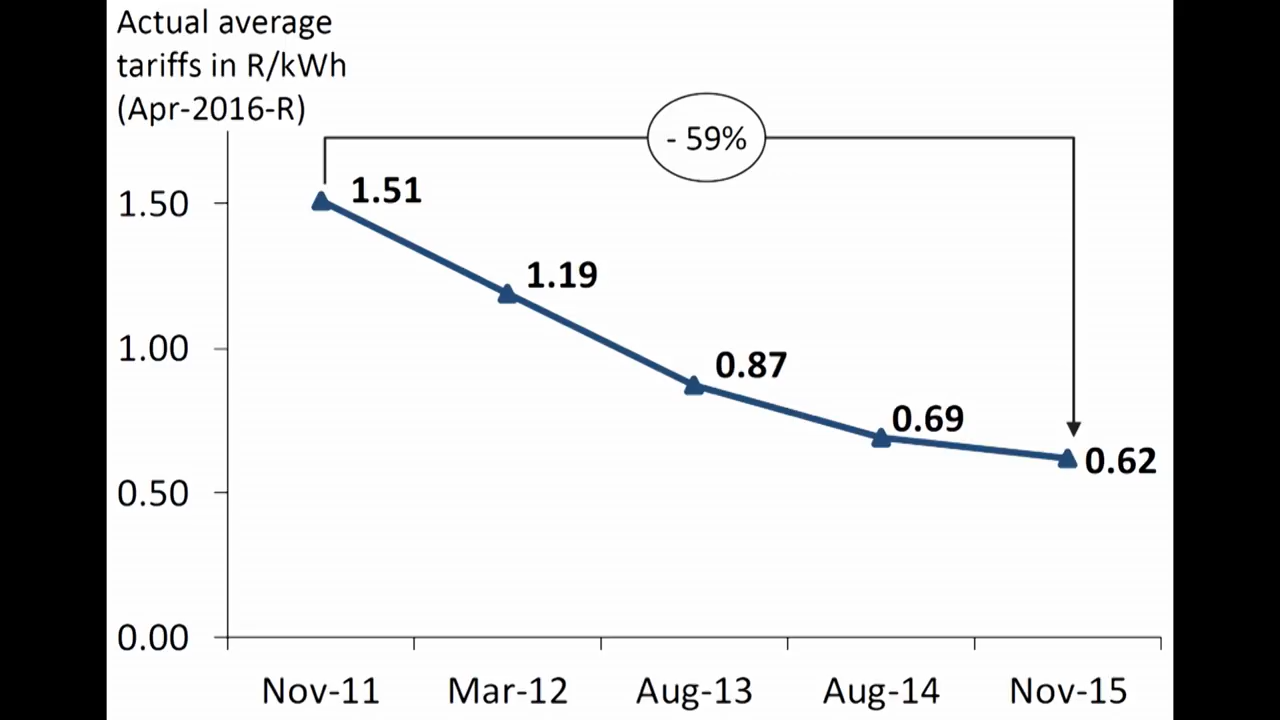 Actual average
tariffs in R/kWh
(Apr-2016-R)
- 59%
1.50
1.51
1.19
1.00
0.87
0.69
0.62
0.50
0.00
Nov-11 Mar-12 Aug-13 Aug-14 Nov-15